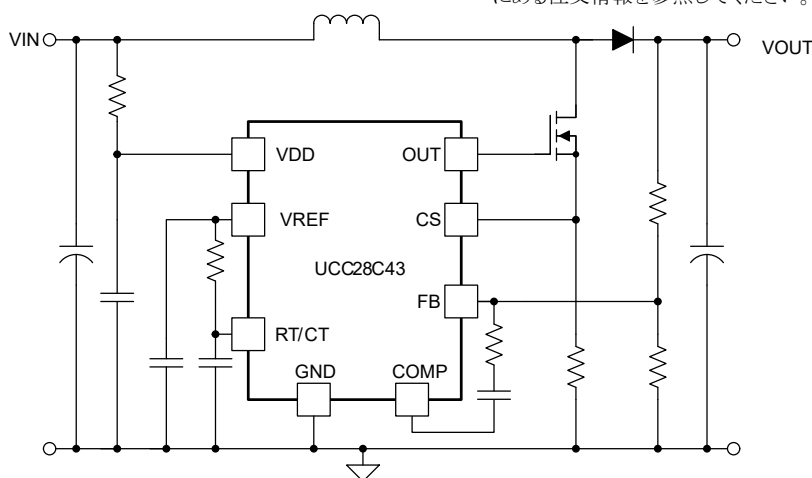 にある注文情報を参照してください。
VIN
VOUT
VDD
OUT
VREF
CS
UCC28C43
FB
RT/CT
GND
COMP